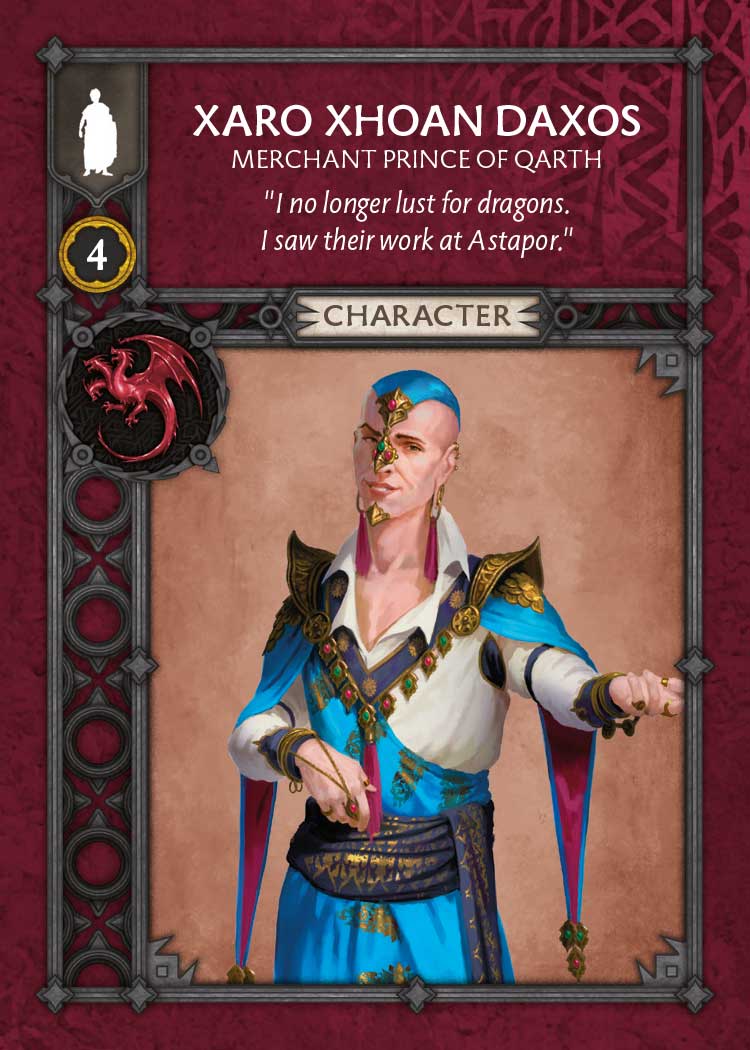 XARO XHOAN DAXOS
MERCHANT PRINCE OF QARTH
"I no longer lust for dragons.
I saw their work at Astapor."
4
CHARACTER